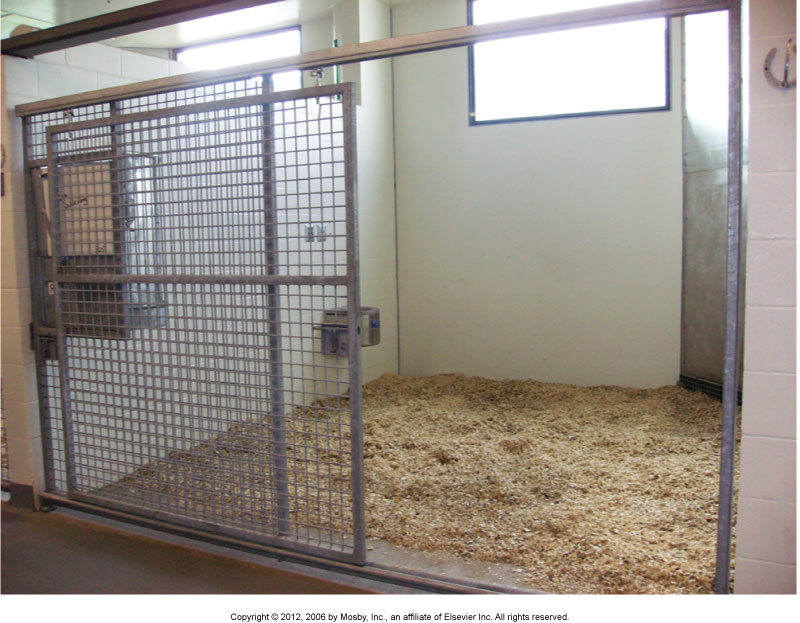 Copyright © 2012, 2006 by Mosby, Inc., an affiliate of Elsevier Inc. All rights reserved.